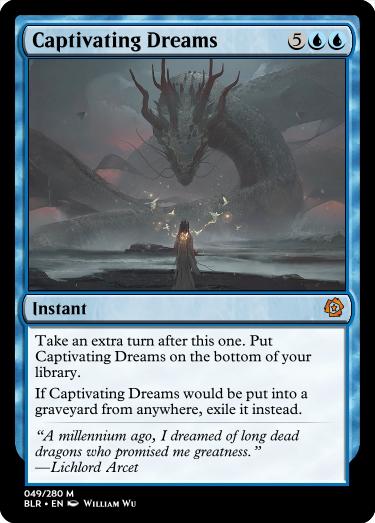 Captivating Dreams 5
Instant
Take an extra turn after this one. Put
Captivating Dreams on the bottom of your
library.
If Captivating Dreams would be put into a
graveyard from anywhere, exile it instead.
“A millennium ago, I dreamed of long dead
dragons who promised me greatness.”
—Lichlord Arcet
049/280 M
BLR • EN William Wu